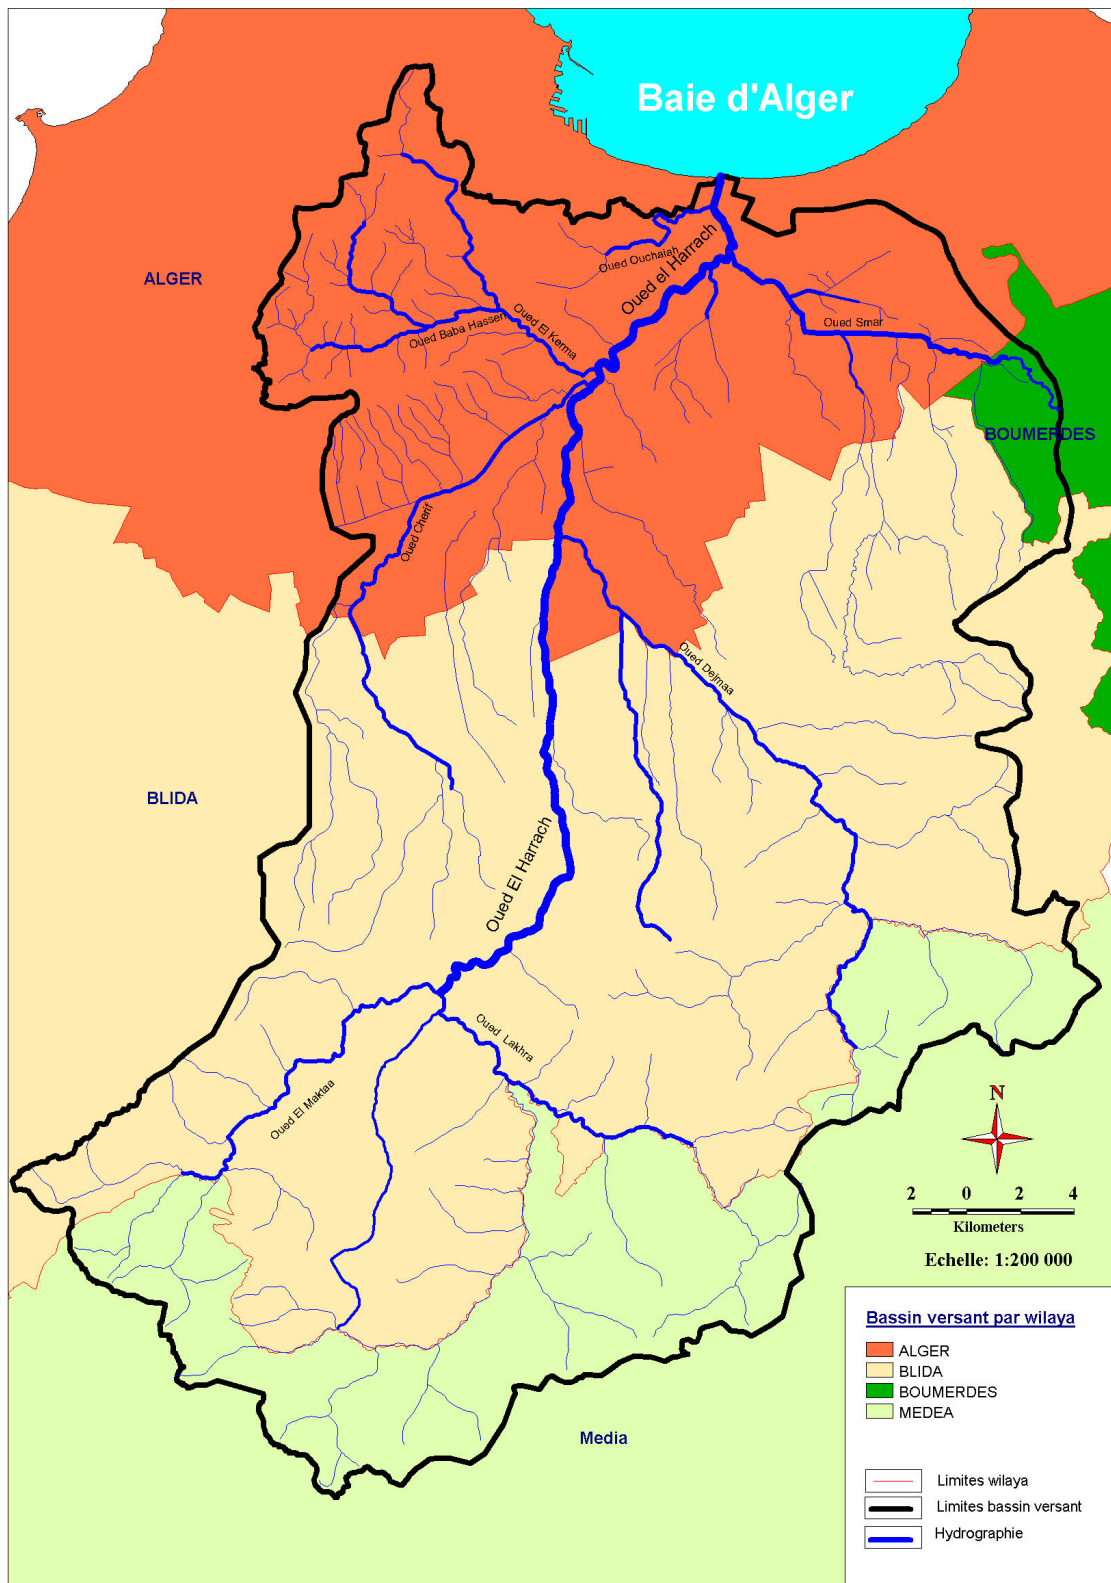 Baie d'Alger
ALGER
Oued Ouchaiah
Oued el Harrach
Oued Smar
Oued Baba Hassen
Oued El Kerma
BOUMERDES
Oued Cherif
Oued Dejmaa
BLIDA
Oued El Harrach
Oued Lakhra
Oued El Maktaa
N
2 0 2 4
Kilometers
Echelle: 1:200 000
Bassin versant par wilaya
ALGER
BLIDA
BOUMERDES
MEDEA
Media
Limites wilaya
Limites bassin versant
Hydrographie